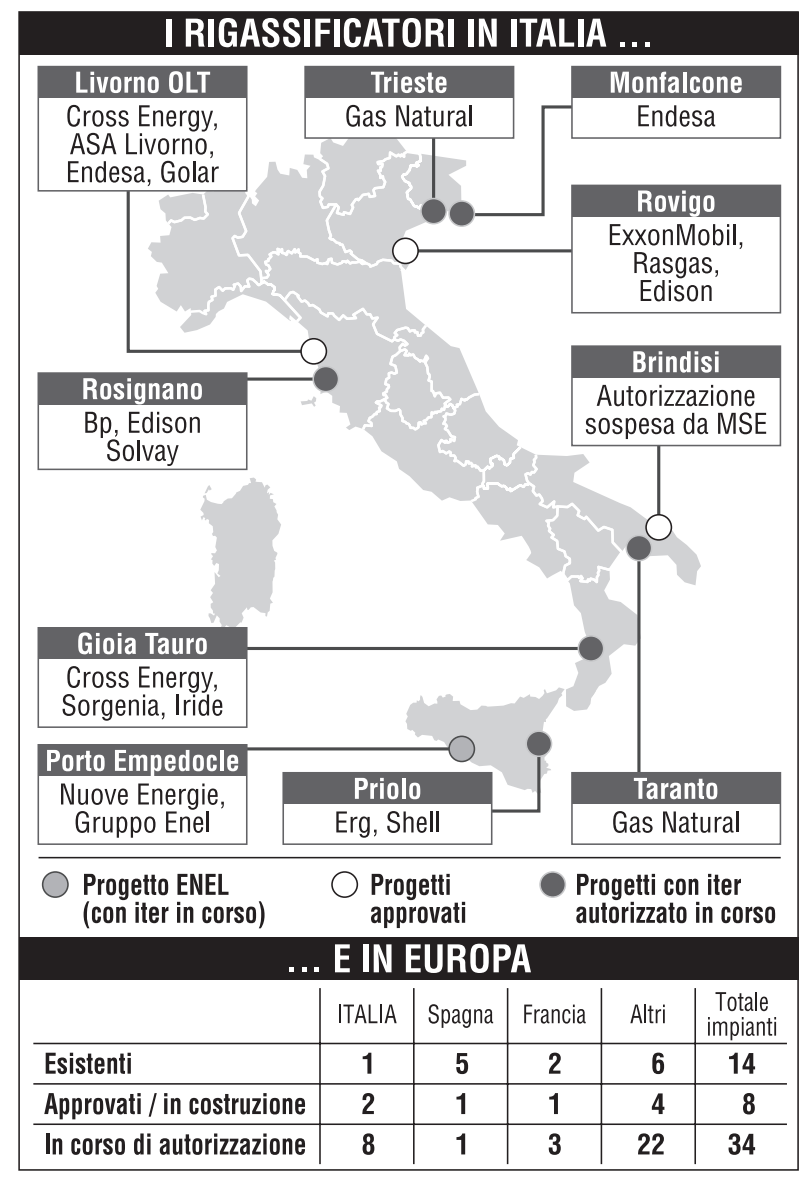 I RIGASSIFICATORI IN ITALIA ...
Livorno OLT
Cross Energy,
ASA Livorno,
Endesa, Golar
Trieste
Gas Natural
Monfalcone
Endesa
Rovigo
ExxonMobil,
Rasgas,
Edison
Rosignano
Bp, Edison
Solvay
Brindisi
Autorizzazione
sospesa da MSE
Gioia Tauro
Cross Energy,
Sorgenia, Iride
Porto Empedocle
Nuove Energie,
Gruppo Enel
Priolo
Erg, Shell
Taranto
Gas Natural
Progetto ENEL
(con iter in corso)
Progetti
approvati
Progetti con iter
autorizzato in corso
... E IN EUROPA
ITALIA Spagna Francia Altri Totale impianti
Esistenti 1 5 2 6 14
Approvati / in costruzione 2 1 1 4 8
In corso di autorizzazione 8 1 3 22 34